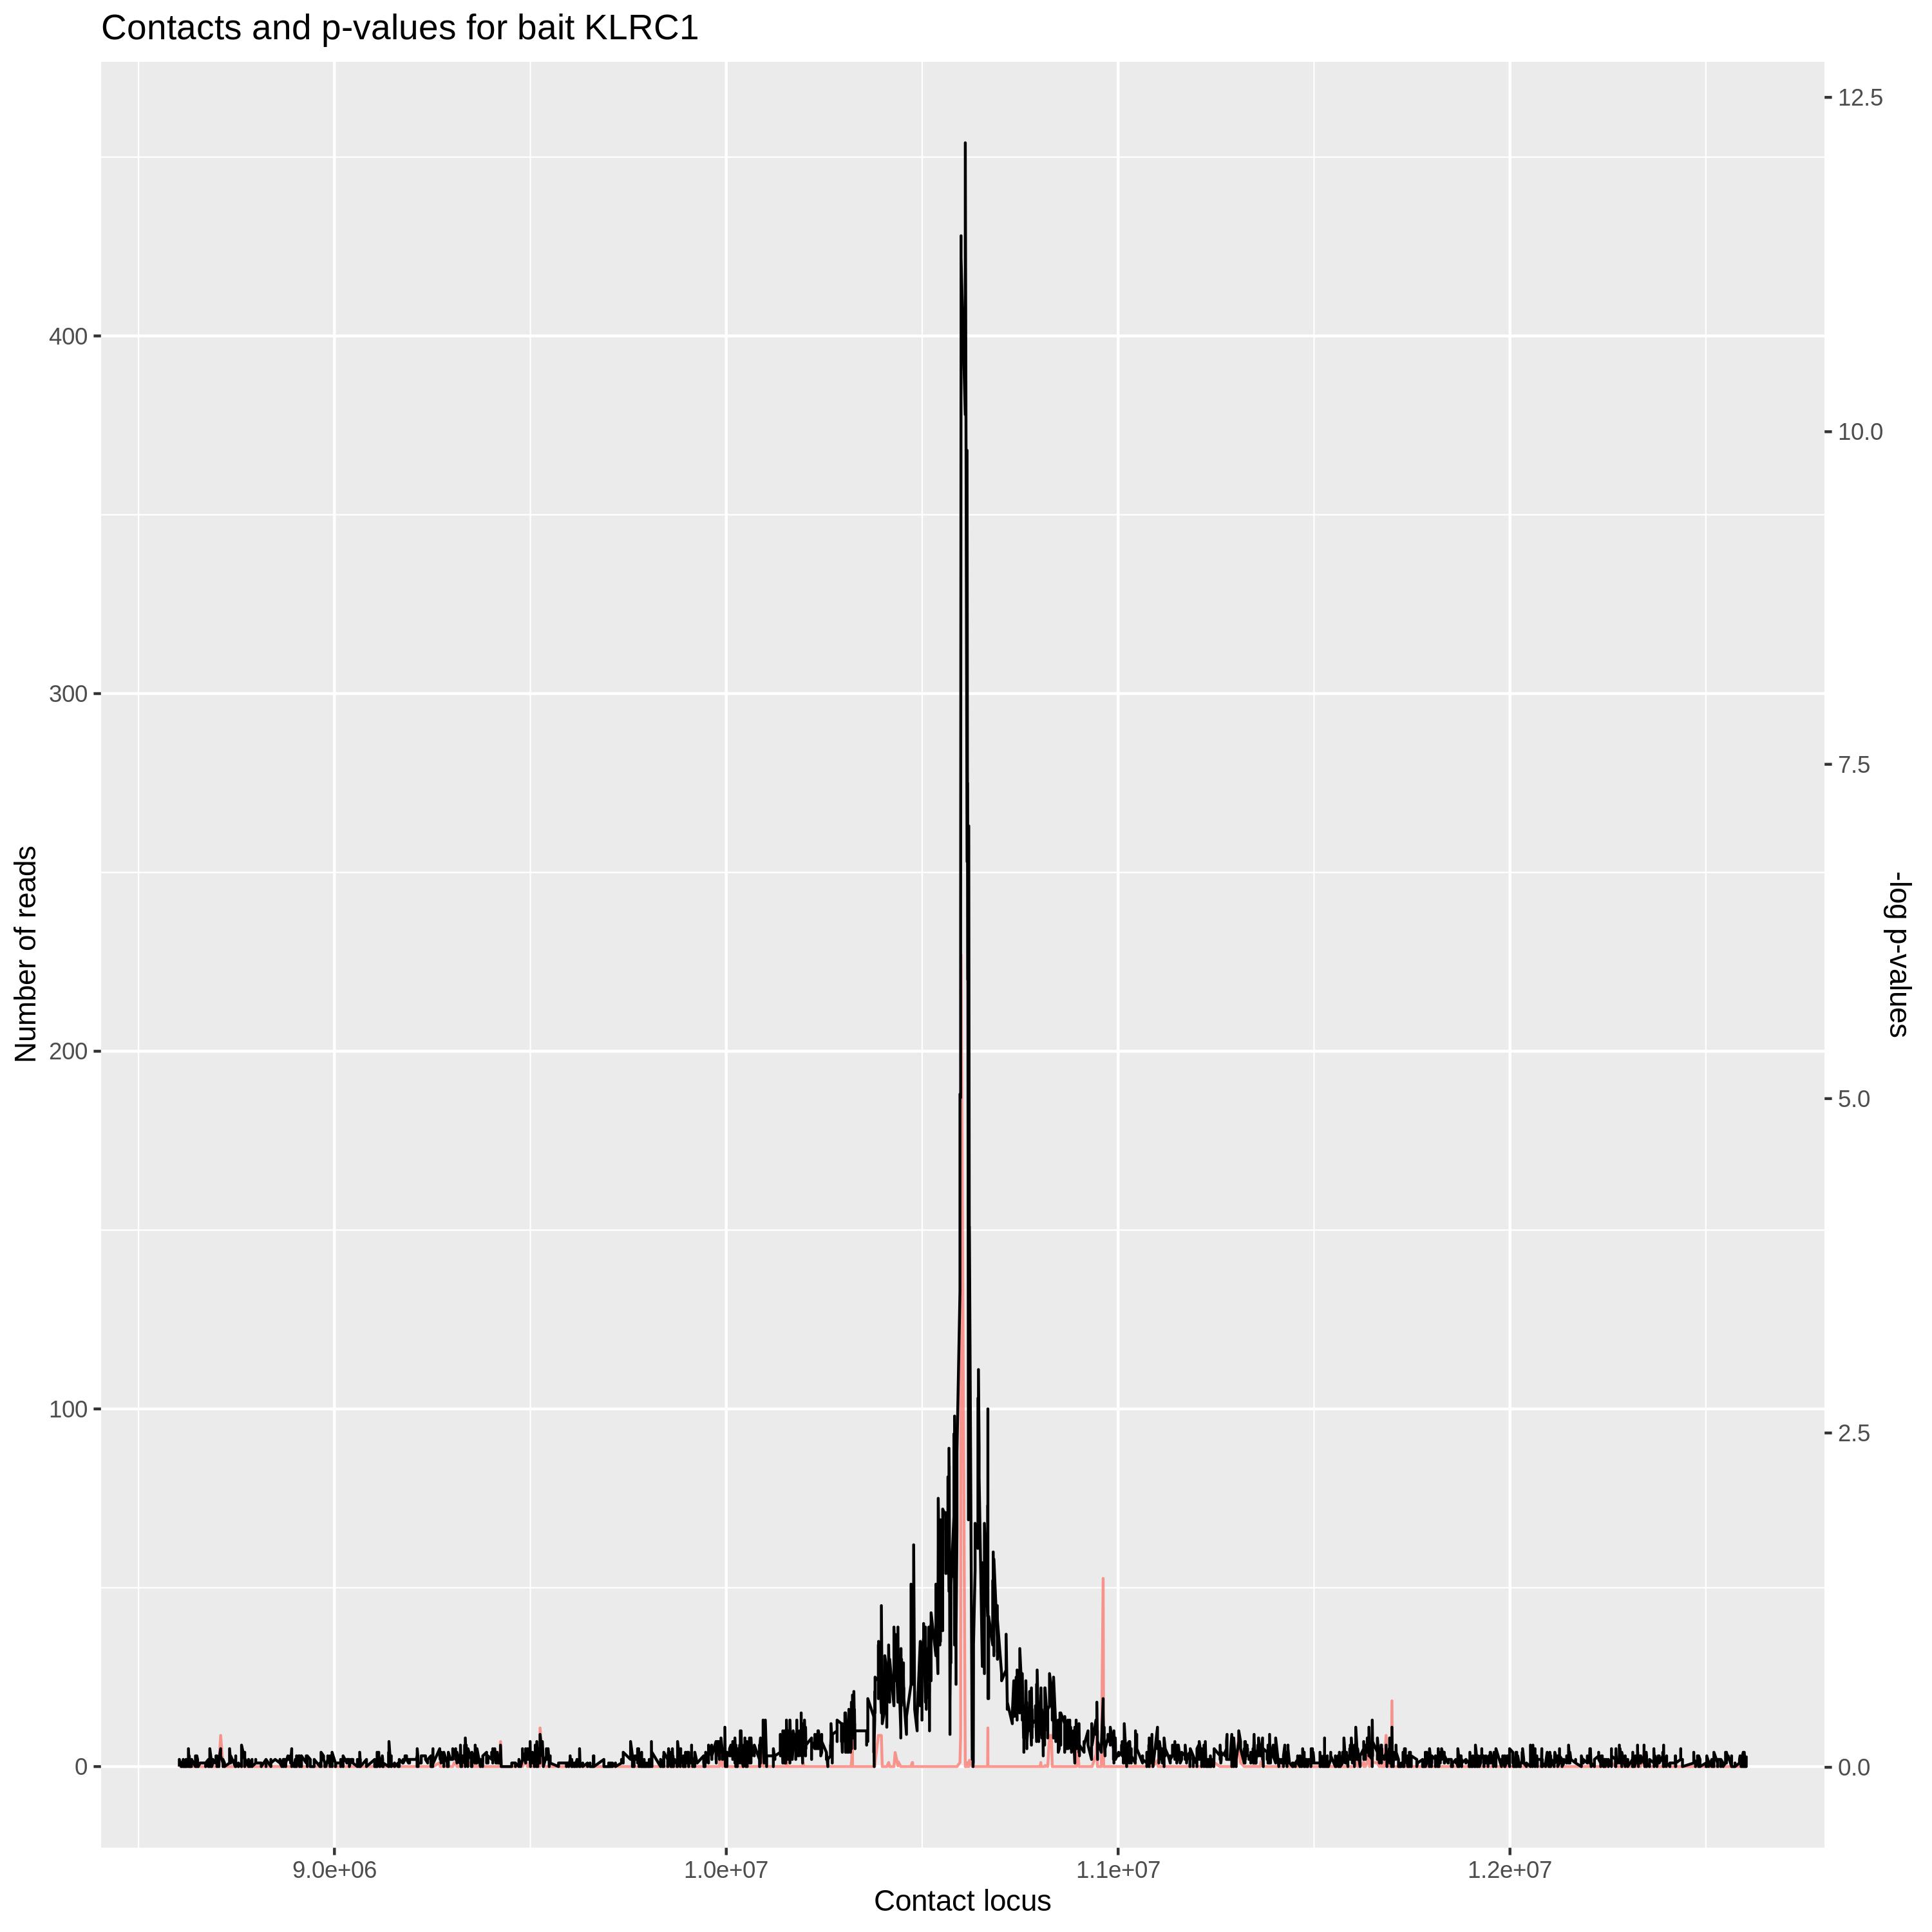 Contacts and p-values for bait KLRC1
Number of reads
400
300
200
100
0
12.5
10.0
7.5
5.0
2.5
0.0
-log p-values
9.0e+06 1.0e+07 1.1e+07 1.2e+07
Contact locus